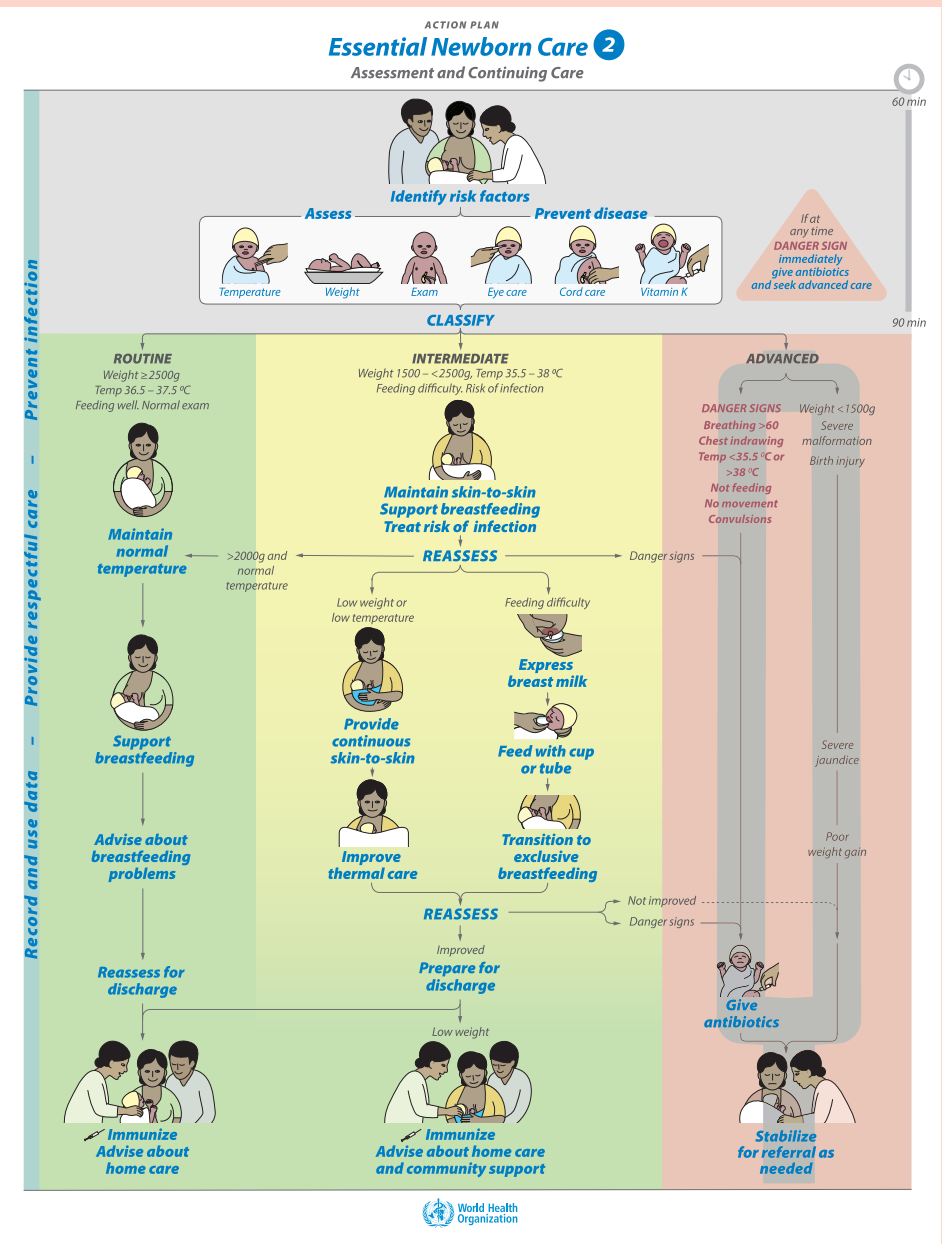 ACTION PLAN
Essential Newborn Care 2
Assessment and Continuing Care
60 min
Identify risk factors
Assess
Prevent disease
Temperature
Weight
Exam
Eye care
Cord care
Vitamin K
If at
any time
DANGER SIGN
immediately
give antibiotics
and seek advanced care
CLASSIFY
90 min
Record and use data – Provide respectful care – Prevent infection
ROUTINE
Weight ≥2500g
Temp 36.5 – 37.5 ºC
Feeding well. Normal exam
Maintain
normal
temperature
Support
breastfeeding
Advise about
breastfeeding
problems
Reassess for
discharge
Immunize
Advise about
home care
INTERMEDIATE
Weight 1500 – <2500g, Temp 35.5 – 38 ºC
Feeding difficulty. Risk of infection
Maintain skin-to-skin
Support breastfeeding
Treat risk of infection
REASSESS
>2000g and
normal
temperature
Danger signs
Low weight or
low temperature
Provide
continuous
skin-to-skin
Improve
thermal care
Feeding difficulty
Express
breast milk
Feed with cup
or tube
Transition to
exclusive
breastfeeding
REASSESS
Not improved
Danger signs
Improved
Prepare for
discharge
Low weight
Immunize
Advise about home care
and community support
ADVANCED
DANGER SIGNS
Breathing >60
Chest indrawing
Temp <35.5 ºC or
>38 ºC
Not feeding
No movement
Convulsions
Weight <1500g
Severe
malformation
Birth injury
Severe
jaundice
Poor
weight gain
Give
antibiotics
Stabilize
for referral as
needed
World Health
Organization